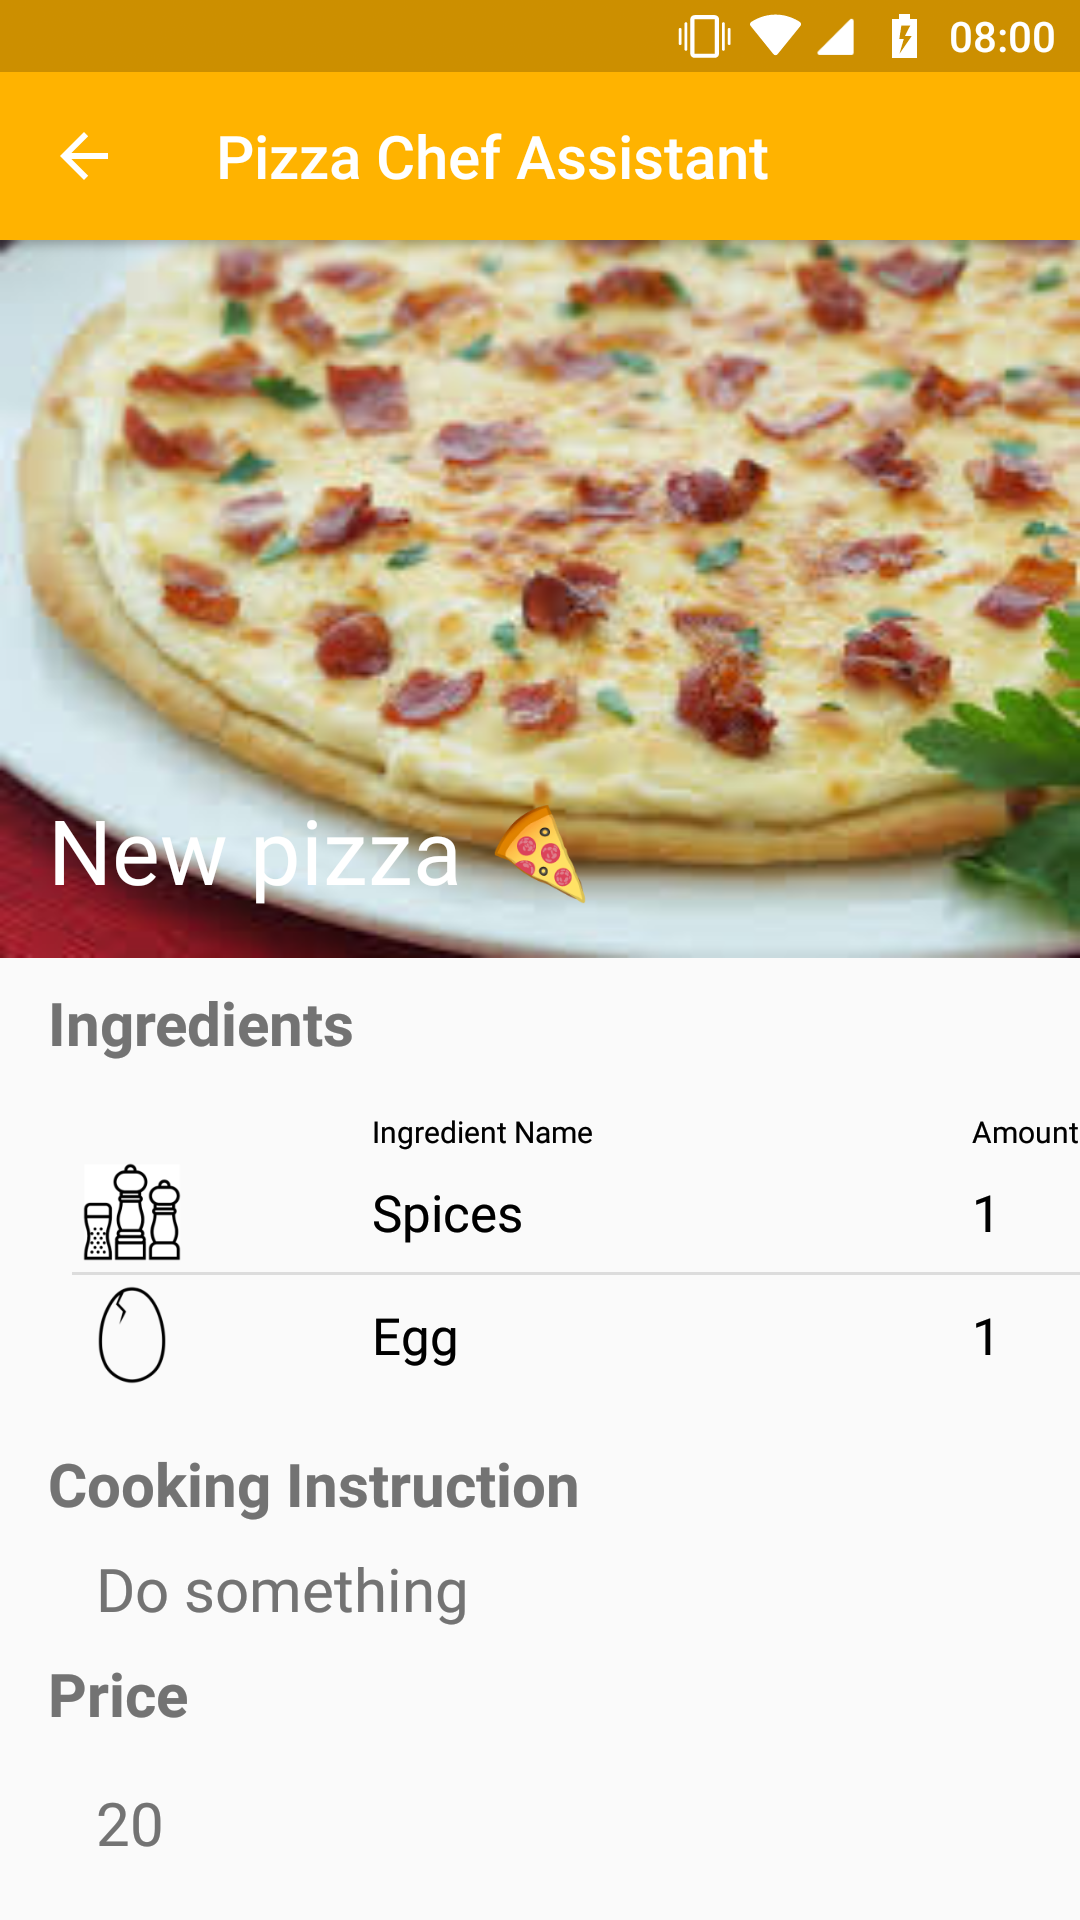 08:00
Pizza Chef Assistant
New pizza 🍕
Ingredients
Ingredient Name Amount
Spices 1
Egg 1
Cooking Instruction
Do something
Price
20